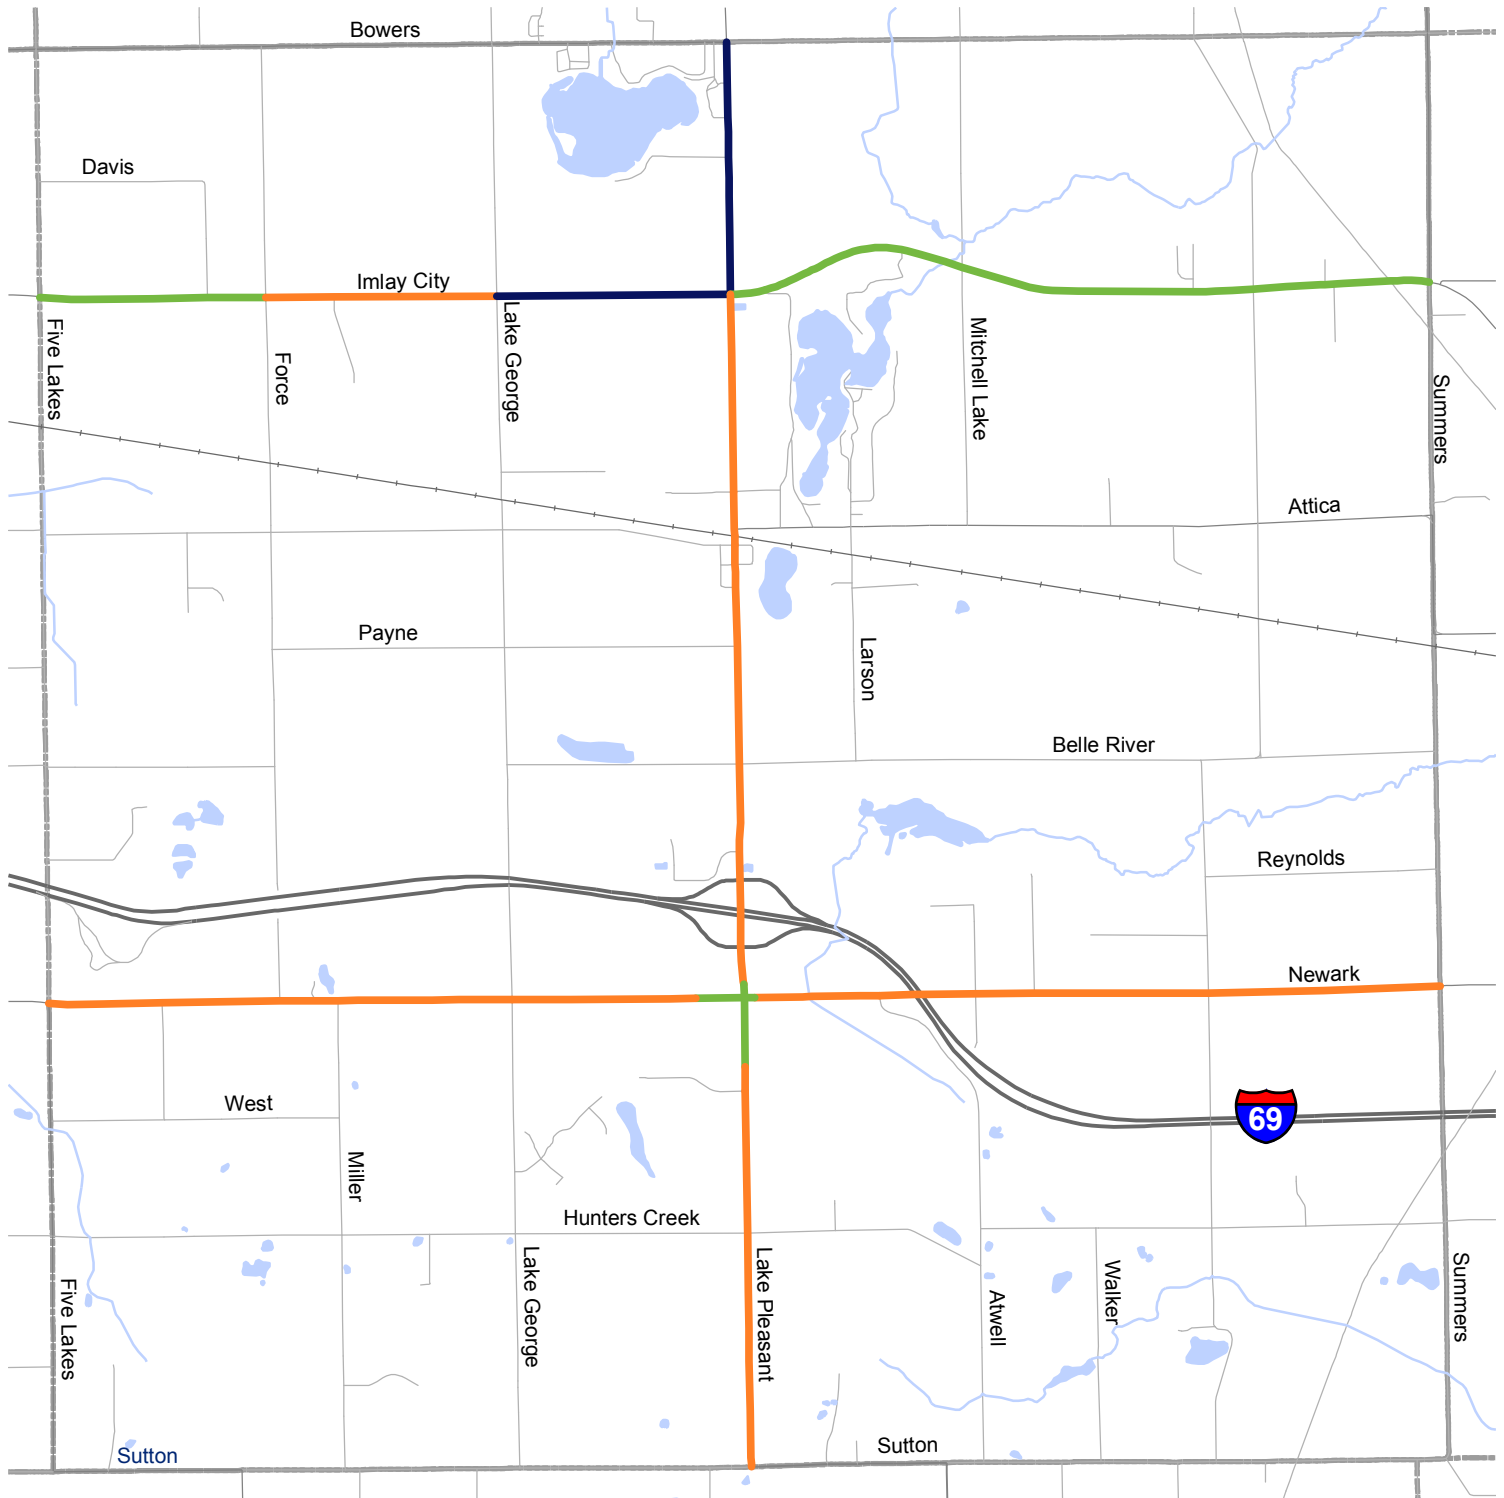 Bowers
Davis
Imlay City
Five Lakes
Force
Lake George
Mitchell Lake
Summers
Attica
Payne
Larson
Belle River
Reynolds
Newark
West
69
Miller
Hunters Creek
Five Lakes
Lake George
Lake Pleasant
Atwell
Walker
Summers
Sutton
Sutton